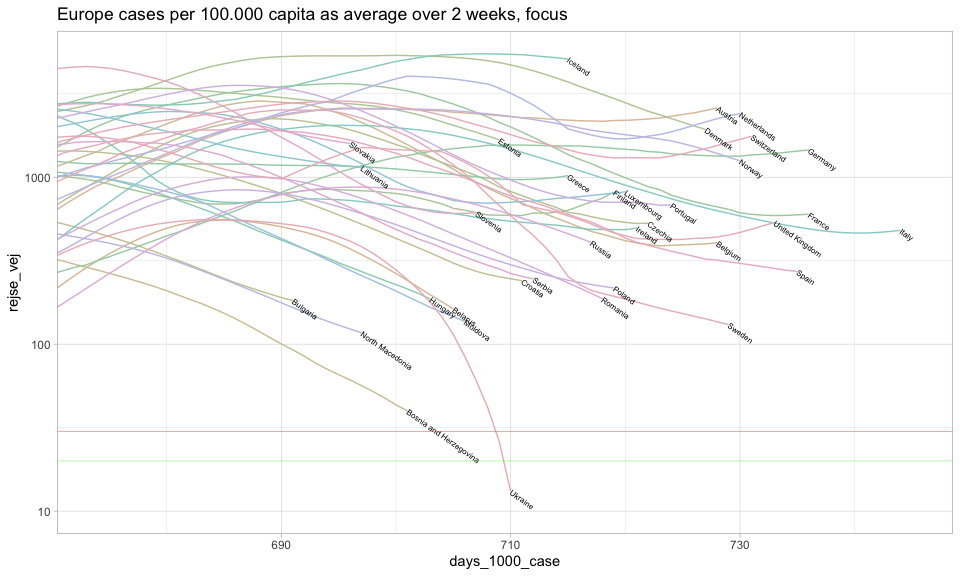 Europe cases per 100.000 capita as average over 2 weeks, focus
Iceland
Austria
Netherlands
Denmark
Switzerland
Germany
Norway
Slovakia
Estonia
Lithuania
Greece
Luxembourg
Finland
Portugal
Slovenia
France
United Kingdom
Italy
Czechia
Ireland
Russia
Belgium
Spain
Serbia
Croatia
Poland
Romania
Hungary
Belarus
Moldova
Bulgaria
North Macedonia
Sweden
Bosnia and Herzegovina
Ukraine
1000
100
10
rejse_vej
690
710
730
days_1000_case